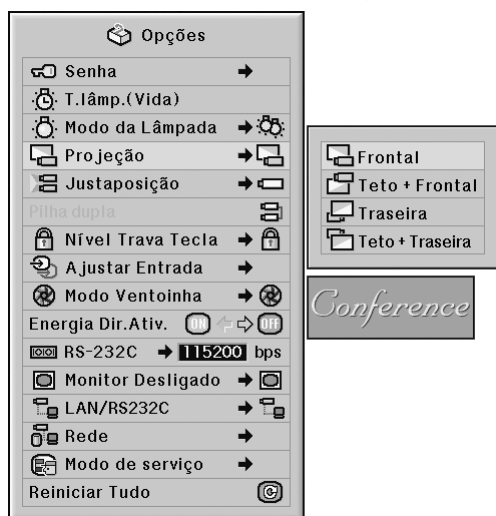 Opções
Senha
T.lâmp.(Vida)
Modo da Lâmpada
Projeção
Justaposição
Pilha dupla
Nível Trava Tecla
Ajustar Entrada
Modo Ventoinha
Energia Dir.Ativ. ON OFF
RS-232C 115200 bps
Monitor Desligado
LAN/RS232C
Rede
Modo de serviço
Reiniciar Tudo
Frontal
Teto + Frontal
Traseira
Teto + Traseira
Conference